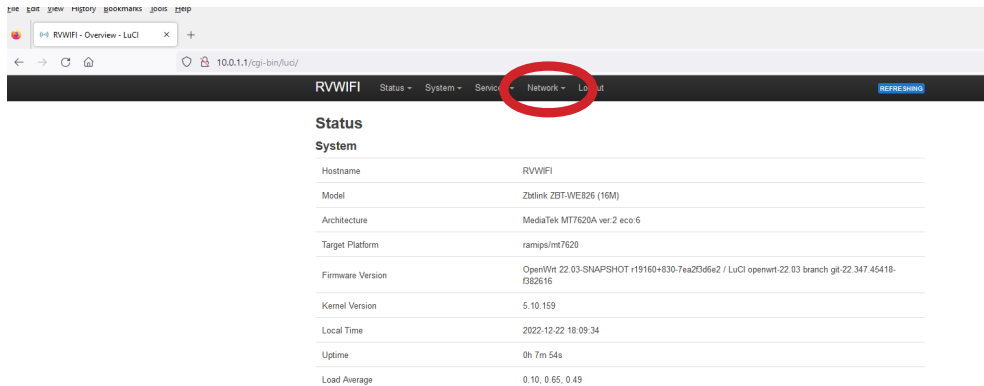 File Edit View History Bookmarks Tools Help
RVWIFI - Overview - LuCI × +
10.0.1.1/cgi-bin/luci/
RVWIFI Status System Network REFRESHING
Status
System
Hostname RVWIFI
Model Zbtlink ZBT-WE826 (16M)
Architecture MediaTek MT7620A ver:2 eco:6
Target Platform ramips/mt7620
Firmware Version OpenWrt 22.03-SNAPSHOT r19160+830-7ea2f3d6e2 / LuCI openwrt-22.03 branch git-22.347.45418-
f382616
Kernel Version 5.10.159
Local Time 2022-12-22 18:09:34
Uptime 0h 7m 54s
Load Average 0.10, 0.65, 0.49